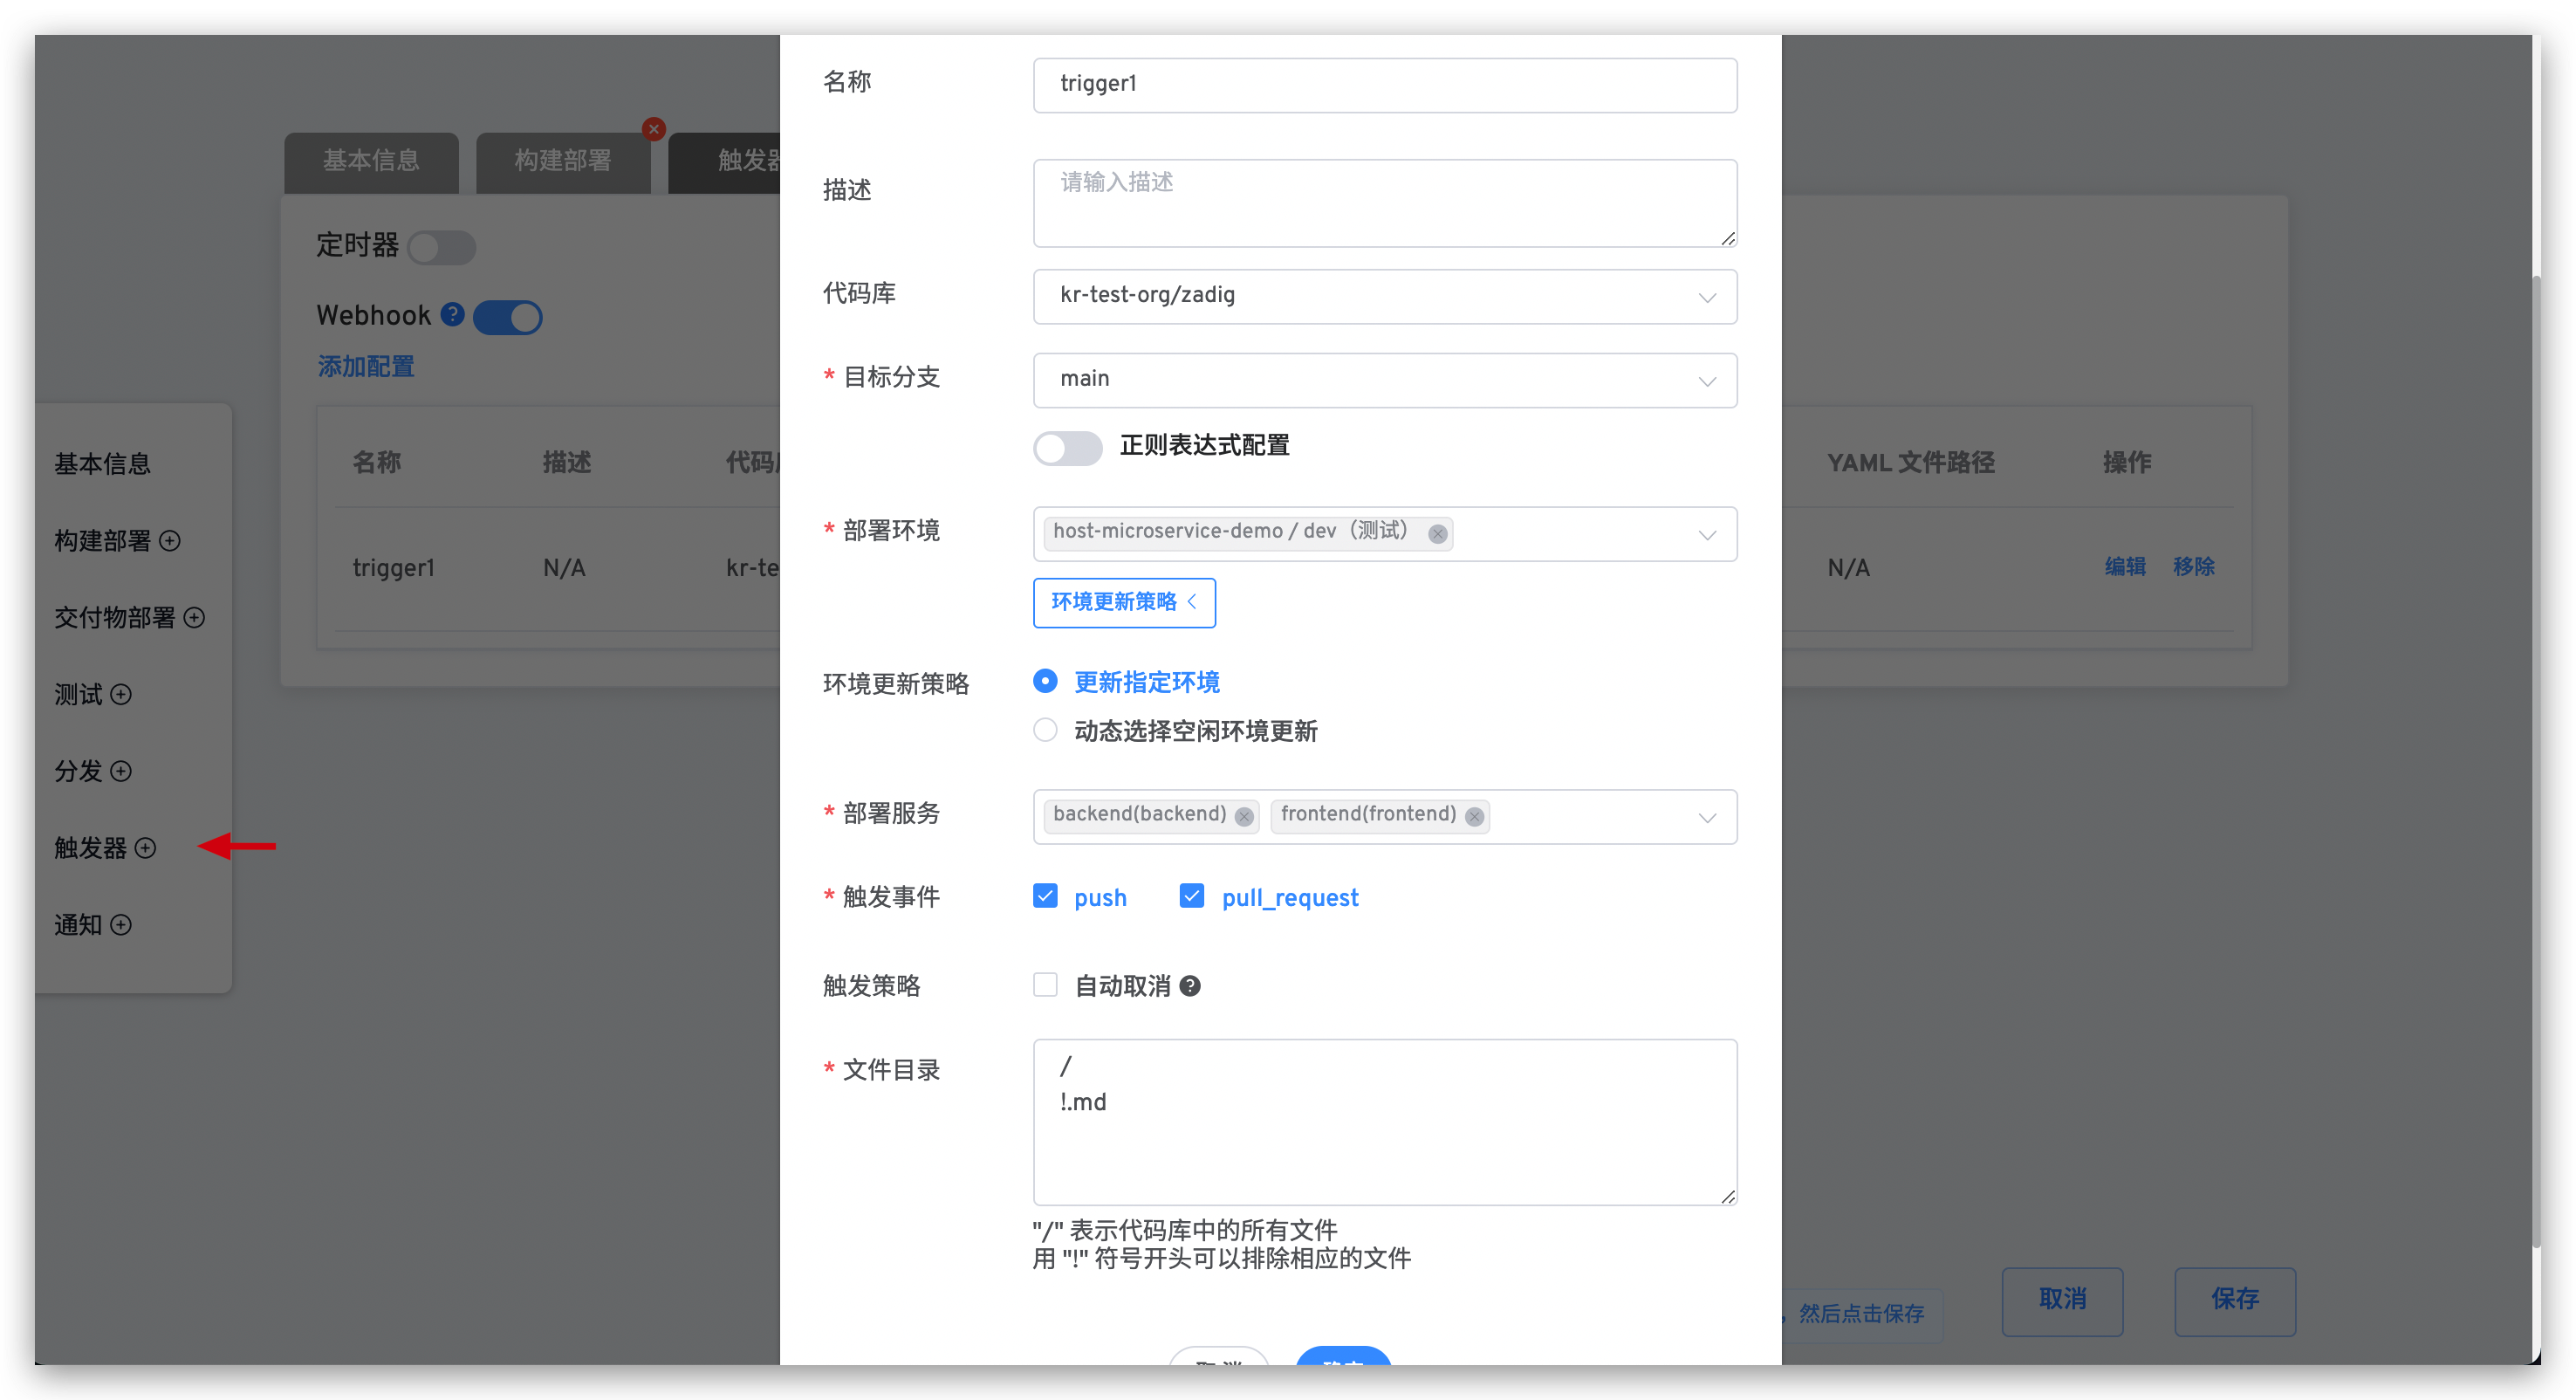 基本信息
构建部署
触发器
定时器
Webhook
添加配置
名称
描述
YAML 文件路径
操作
trigger1
N/A
kr-te
N/A
编辑
移除
基本信息
构建部署
交付物部署
测试
分发
触发器
通知
名称
trigger1
描述
请输入描述
代码库
kr-test-org/zadig
* 目标分支
main
正则表达式配置
* 部署环境
host-microservice-demo / dev（测试）
环境更新策略 <
环境更新策略
更新指定环境
动态选择空闲环境更新
* 部署服务
backend(backend)
frontend(frontend)
* 触发事件
push
pull_request
触发策略
自动取消
* 文件目录
/
!.md
"/" 表示代码库中的所有文件
用 "!" 符号开头可以排除相应的文件
，然后点击保存
取消
保存